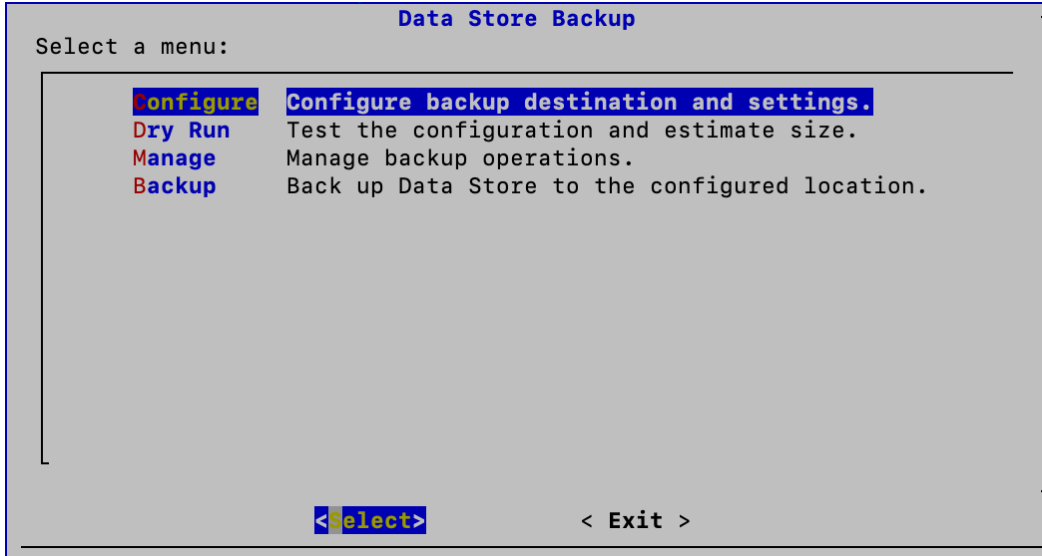 Data Store Backup
Select a menu:
Configure Configure backup destination and settings.
Dry Run Test the configuration and estimate size.
Manage Manage backup operations.
Backup Back up Data Store to the configured location.
<Select> < Exit >